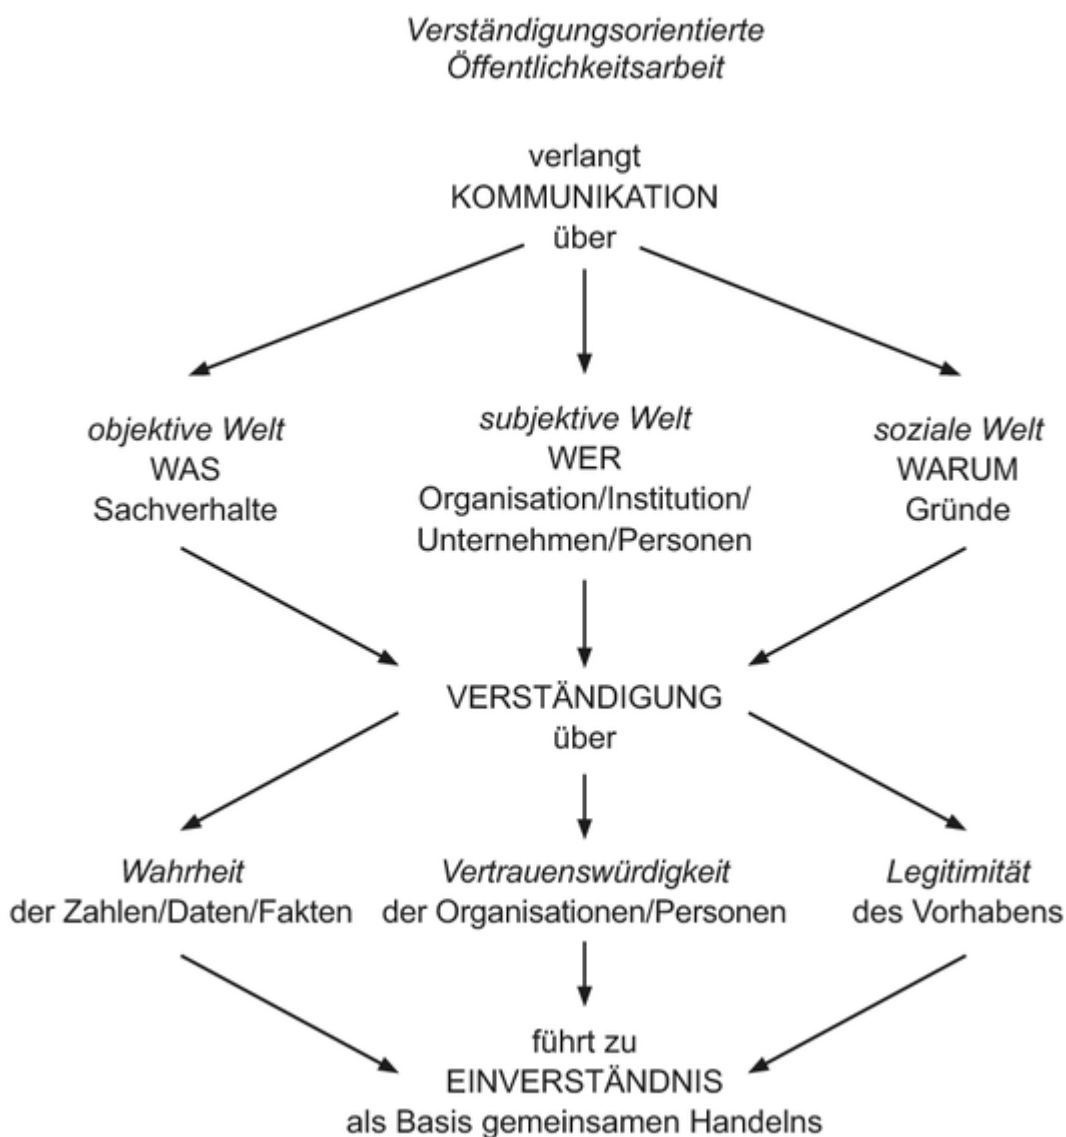 Verständigungsorientierte
Öffentlichkeitsarbeit
verlangt
KOMMUNIKATION
über
objektive Welt
WAS
Sachverhalte
subjektive Welt
WER
Organisation/Institution/
Unternehmen/Personen
soziale Welt
WARUM
Gründe
VERSTÄNDIGUNG
über
Wahrheit
der Zahlen/Daten/Fakten
Vertrauenswürdigkeit
der Organisationen/Personen
Legitimität
des Vorhabens
führt zu
EINVERSTÄNDNIS
als Basis gemeinsamen Handelns